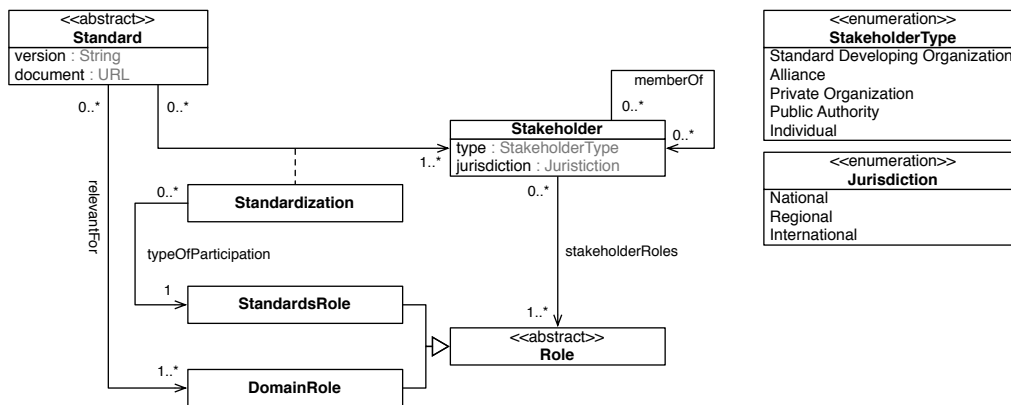 <<abstract>>
Standard
version : String
document : URL
0..*
0..*
relevantFor
0..*
typeOfParticipation
1
1..*
Standardization
StandardsRole
DomainRole
1..*
Stakeholder
type : StakeholderType
jurisdiction : Juristiction
memberOf
0..*
0..*
0..*
stakeholderRoles
1..*
<<abstract>>
Role
<<enumeration>>
StakeholderType
Standard Developing Organization
Alliance
Private Organization
Public Authority
Individual
<<enumeration>>
Jurisdiction
National
Regional
International